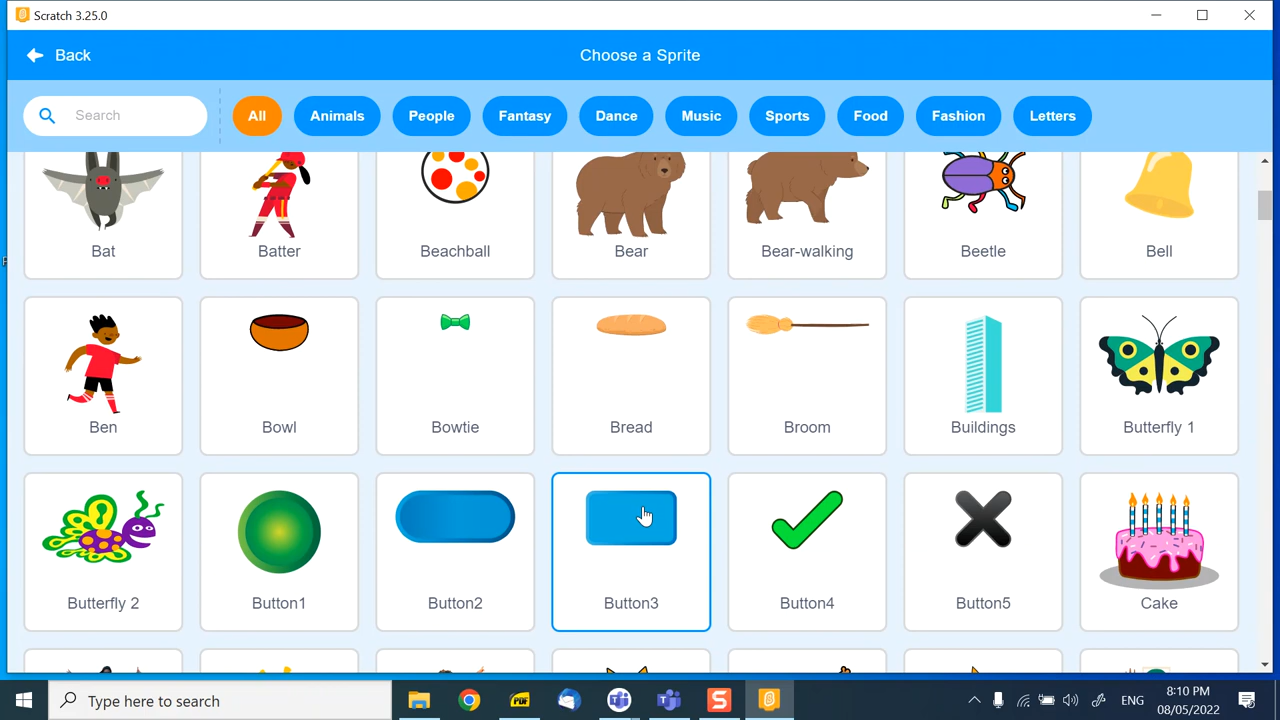 Scratch 3.25.0
Back
Choose a Sprite
Search
All
Animals
People
Fantasy
Dance
Music
Sports
Food
Fashion
Letters
Bat
Batter
Beachball
Bear
Bear-walking
Beetle
Bell
Ben
Bowl
Bowtie
Bread
Broom
Buildings
Butterfly 1
Butterfly 2
Button1
Button2
Button3
Button4
Button5
Cake
Type here to search
PDF
ENG
8:10 PM
08/05/2022